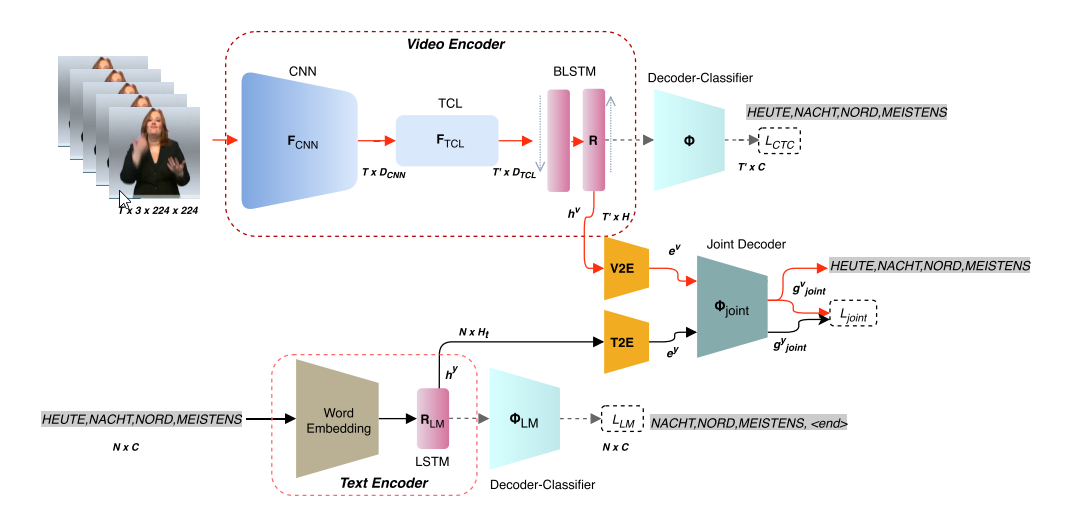 Video Encoder
CNN
TCL
BLSTM
Decoder-Classifier
HEUTE,NACHT,NORD,MEISTENS
F_CNN
F_TCL
R
Φ
L_CTC
T x D_CNN
T' x D_TCL
T' x C
T x 3 x 224 x 224
h^v
T' x H
Joint Decoder
e^v
V2E
HEUTE,NACHT,NORD,MEISTENS
g^v_joint
Φ_joint
L_joint
N x H_t
T2E
e^y
g^y_joint
h^y
HEUTE,NACHT,NORD,MEISTENS
Word
Embedding
R_LM
Φ_LM
L_LM
NACHT,NORD,MEISTENS, <end>
N x C
N x C
LSTM
Text Encoder
Decoder-Classifier